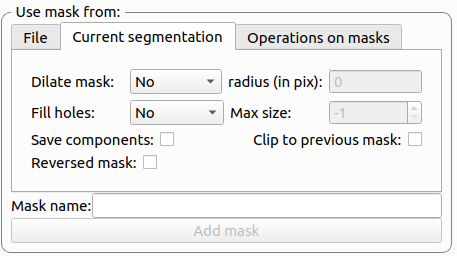 Use mask from:
File Current segmentation Operations on masks
Dilate mask: No radius (in pix): 0
Fill holes: No Max size: -1
Save components: Clip to previous mask:
Reversed mask:
Mask name:
Add mask